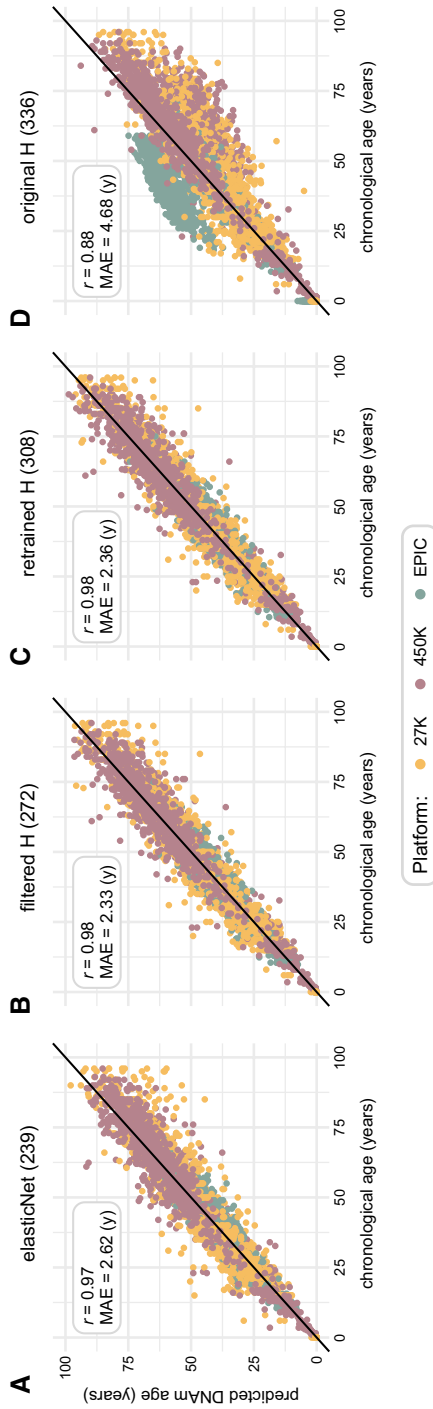 A
elasticNet (239)
r = 0.97
MAE = 2.62 (y)
predicted DNAm age (years)
100
75
50
25
0
0 25 50 75 100
chronological age (years)
B
filtered H (272)
r = 0.98
MAE = 2.33 (y)
0 25 50 75 100
chronological age (years)
C
retrained H (308)
r = 0.98
MAE = 2.36 (y)
0 25 50 75 100
chronological age (years)
D
original H (336)
r = 0.88
MAE = 4.68 (y)
0 25 50 75 100
chronological age (years)
Platform: 27K 450K EPIC